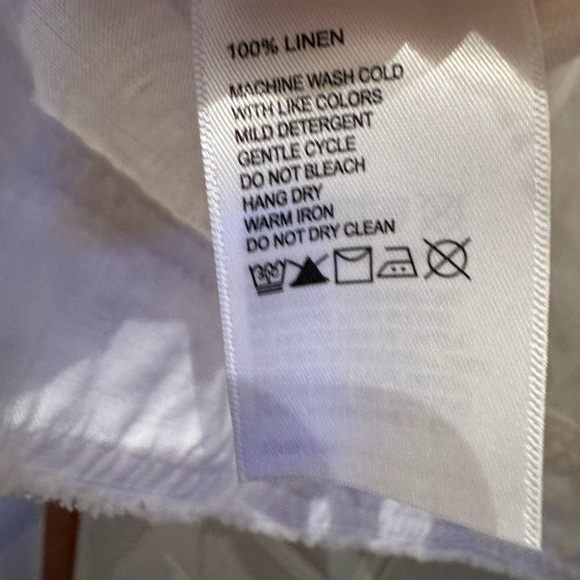 100% LINEN
MACHINE WASH COLD
WITH LIKE COLORS
MILD DETERGENT
GENTLE CYCLE
DO NOT BLEACH
HANG DRY
WARM IRON
DO NOT DRY CLEAN